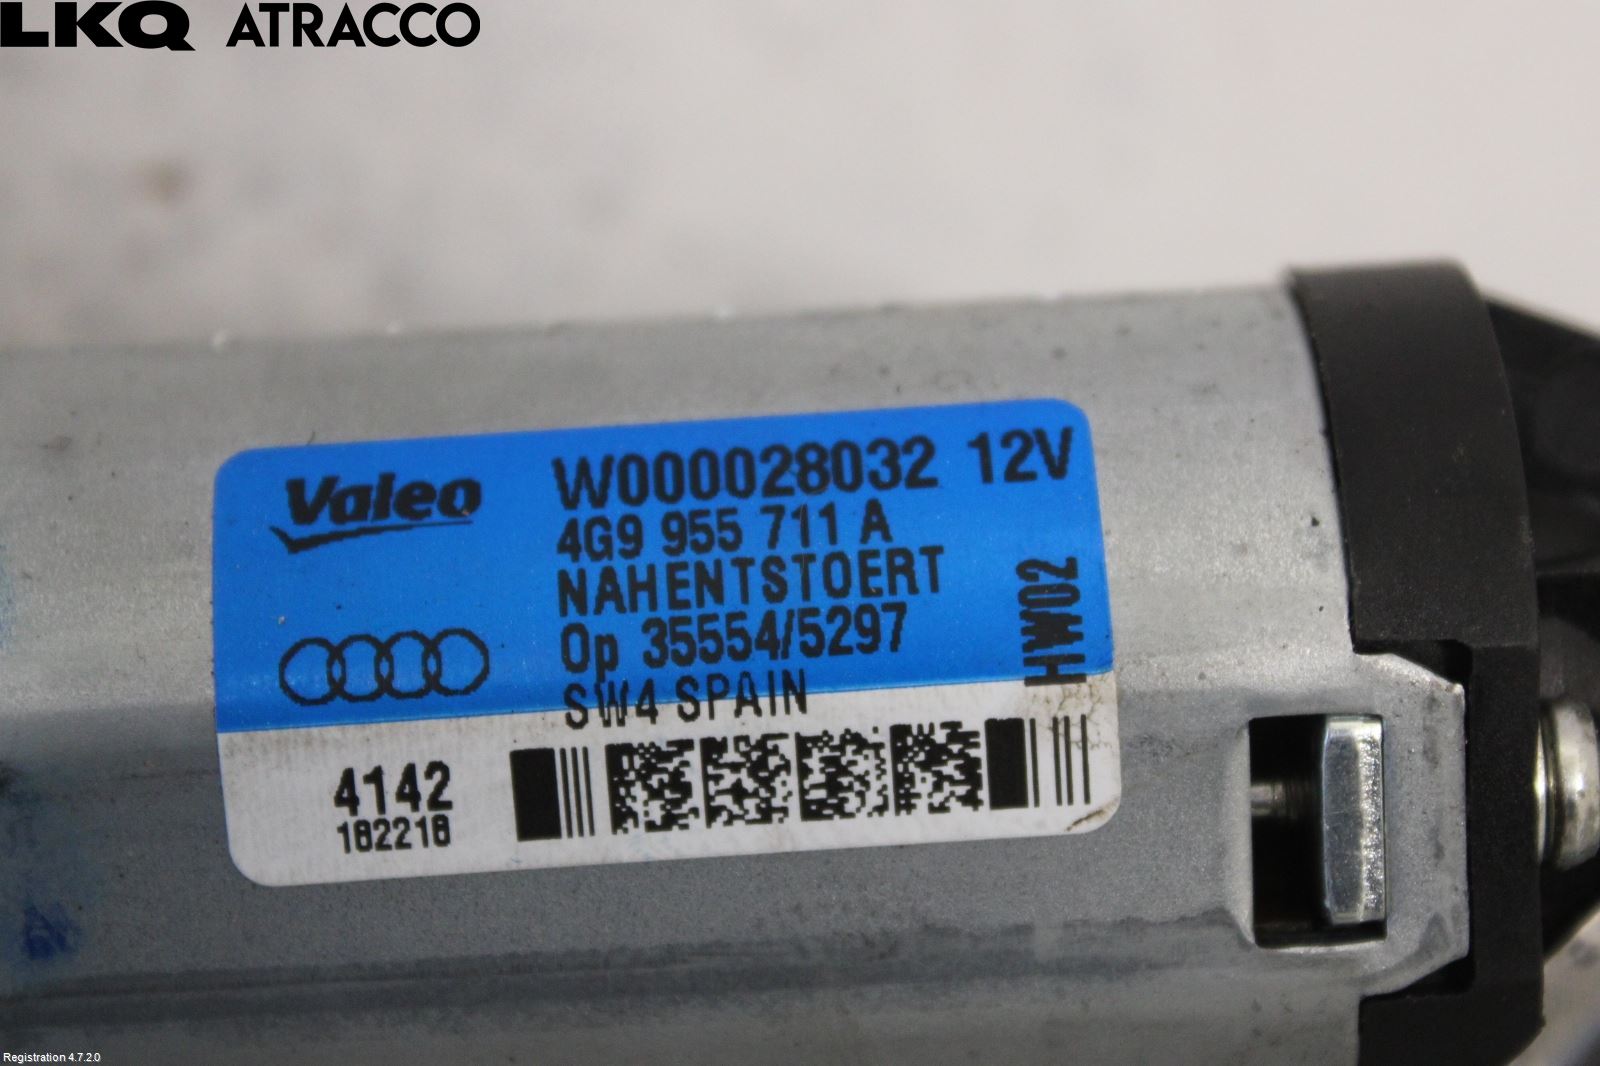 LKQ ATRACCO
Valeo
W000028032 12V
4G9 955 711 A
NAHENTSTOERT
Op 35554/5297
SW4 SPAIN
HW02
4142
182218
Registration 4.7.2.0